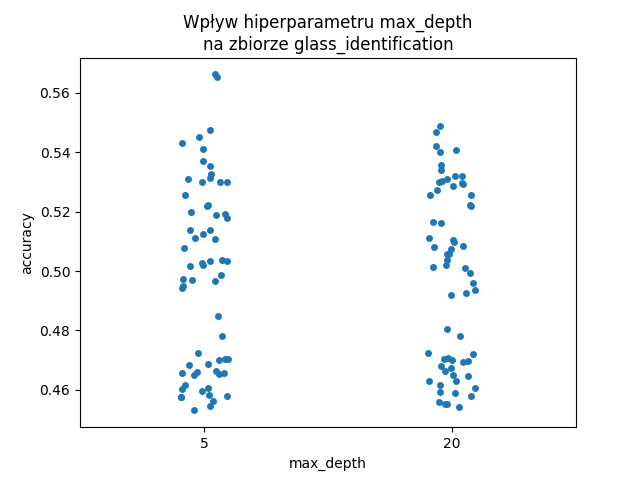 Wpływ hiperparametru max_depth
na zbiorze glass_identification
0.56
0.54
0.52
0.50
0.48
0.46
accuracy
5
20
max_depth